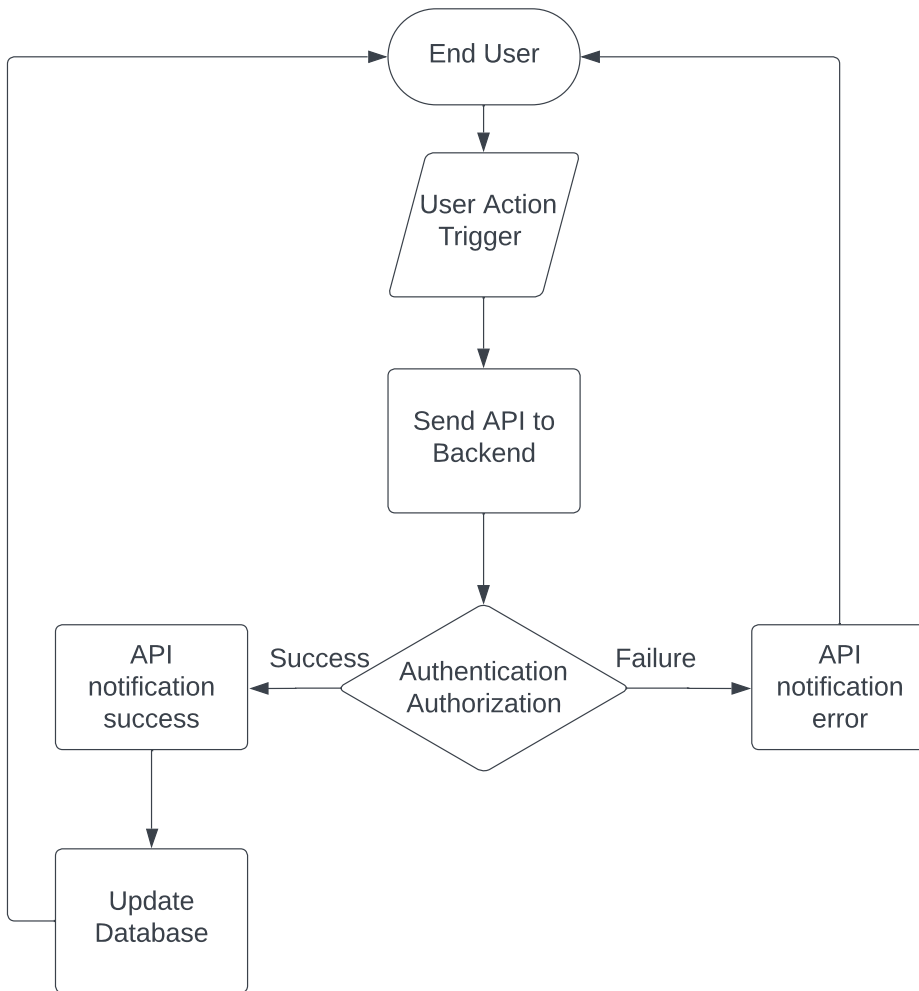 End User
User Action
Trigger
Send API to
Backend
Success
Authentication
Authorization
Failure
API
notification
success
API
notification
error
Update
Database